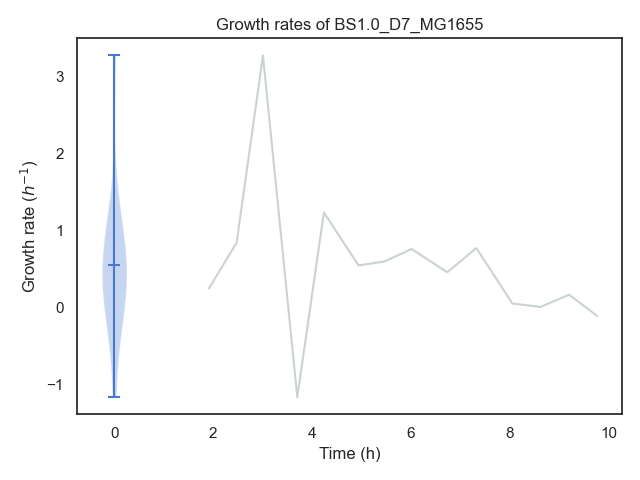 Growth rates of BS1.0_D7_MG1655
Growth rate (h⁻¹)
3
2
1
0
−1
0 2 4 6 8 10
Time (h)